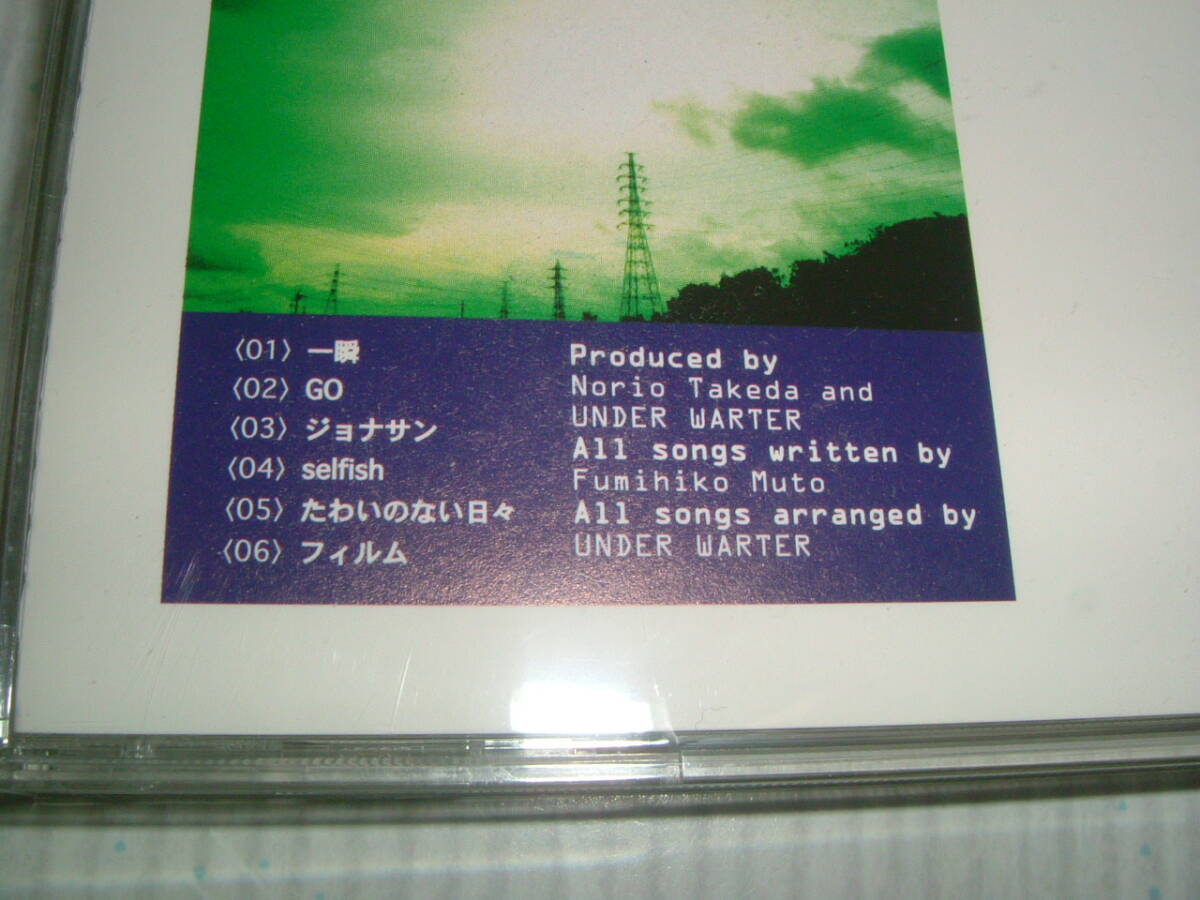 〈01〉 一瞬
〈02〉 GO
〈03〉 ジョナサン
〈04〉 selfish
〈05〉 たわいのない日々
〈06〉 フィルム
Produced by
Norio Takeda and
UNDER WARTER
All songs written by
Fumihiko Muto
All songs arranged by
UNDER WARTER